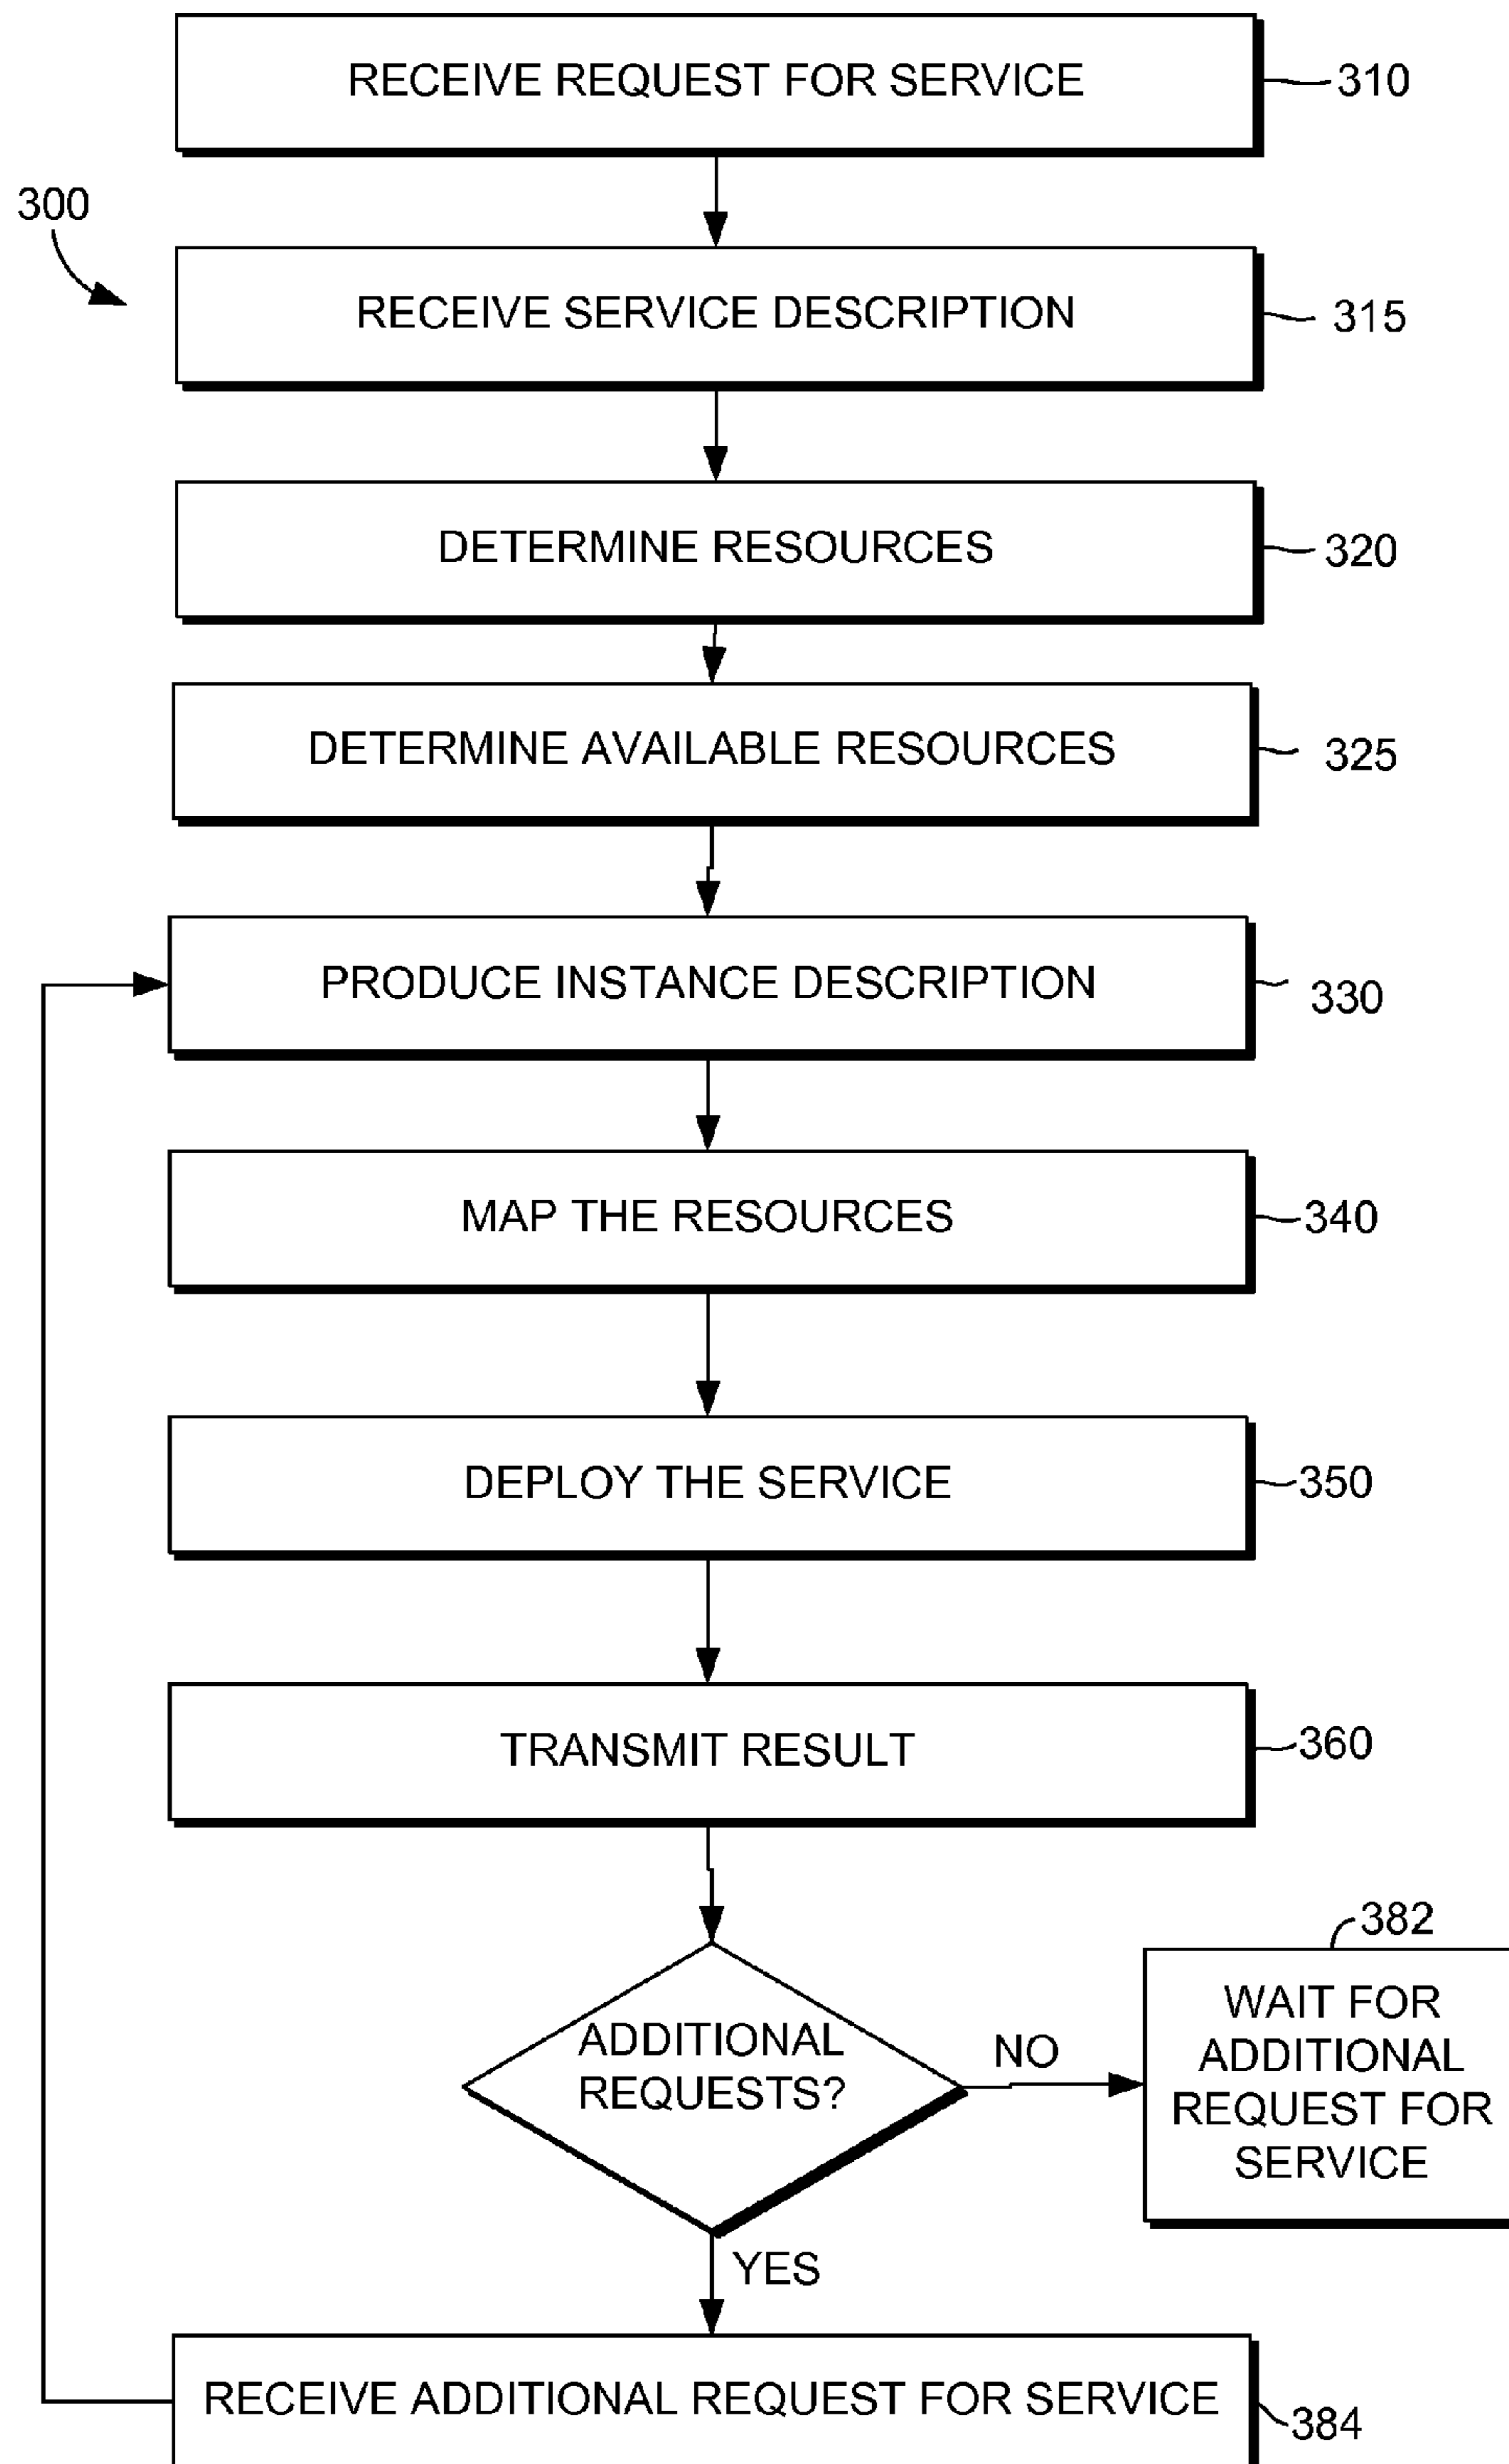 RECEIVE REQUEST FOR SERVICE
310
300
RECEIVE SERVICE DESCRIPTION
315
DETERMINE RESOURCES
320
DETERMINE AVAILABLE RESOURCES
325
PRODUCE INSTANCE DESCRIPTION
330
MAP THE RESOURCES
340
DEPLOY THE SERVICE
350
TRANSMIT RESULT
360
ADDITIONAL
REQUESTS?
NO
382
WAIT FOR
ADDITIONAL
REQUEST FOR
SERVICE
YES
RECEIVE ADDITIONAL REQUEST FOR SERVICE
384